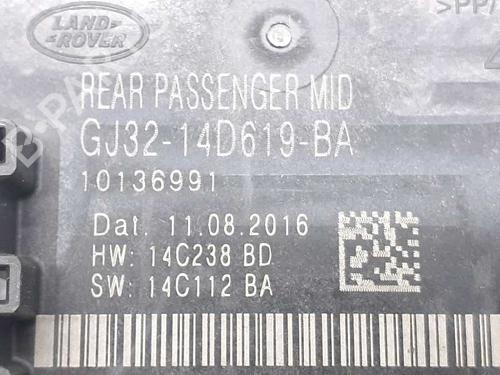 LAND
ROVER
>PP/
REAR PASSENGER MID
GJ32-14D619-BA
10136991
Dat. 11.08.2016
HW: 14C238 BD
SW: 14C112 BA